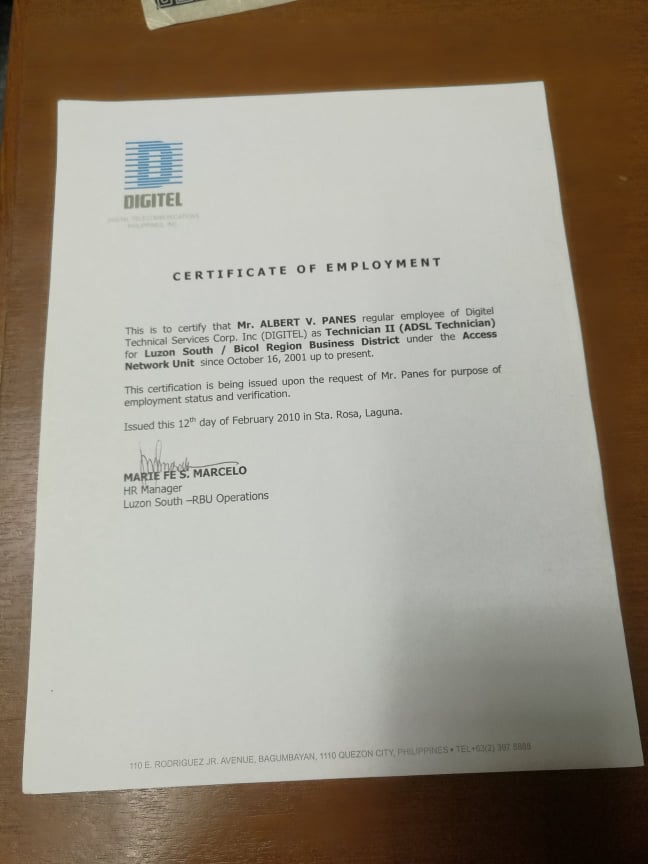 DIGITEL
DIGITAL TELECOMMUNICATIONS
PHILIPPINES, INC.
CERTIFICATE OF EMPLOYMENT
This is to certify that Mr. ALBERT V. PANES regular employee of Digitel
Technical Services Corp. Inc (DIGITEL) as Technician II (ADSL Technician)
for Luzon South / Bicol Region Business District under the Access
Network Unit since October 16, 2001 up to present.
This certification is being issued upon the request of Mr. Panes for purpose of
employment status and verification.
Issued this 12th day of February 2010 in Sta. Rosa, Laguna.
MARIE FE S. MARCELO
HR Manager
Luzon South –RBU Operations
110 E. RODRIGUEZ JR. AVENUE, BAGUMBAYAN, 1110 QUEZON CITY, PHILIPPINES • TEL+63(2) 397 8888